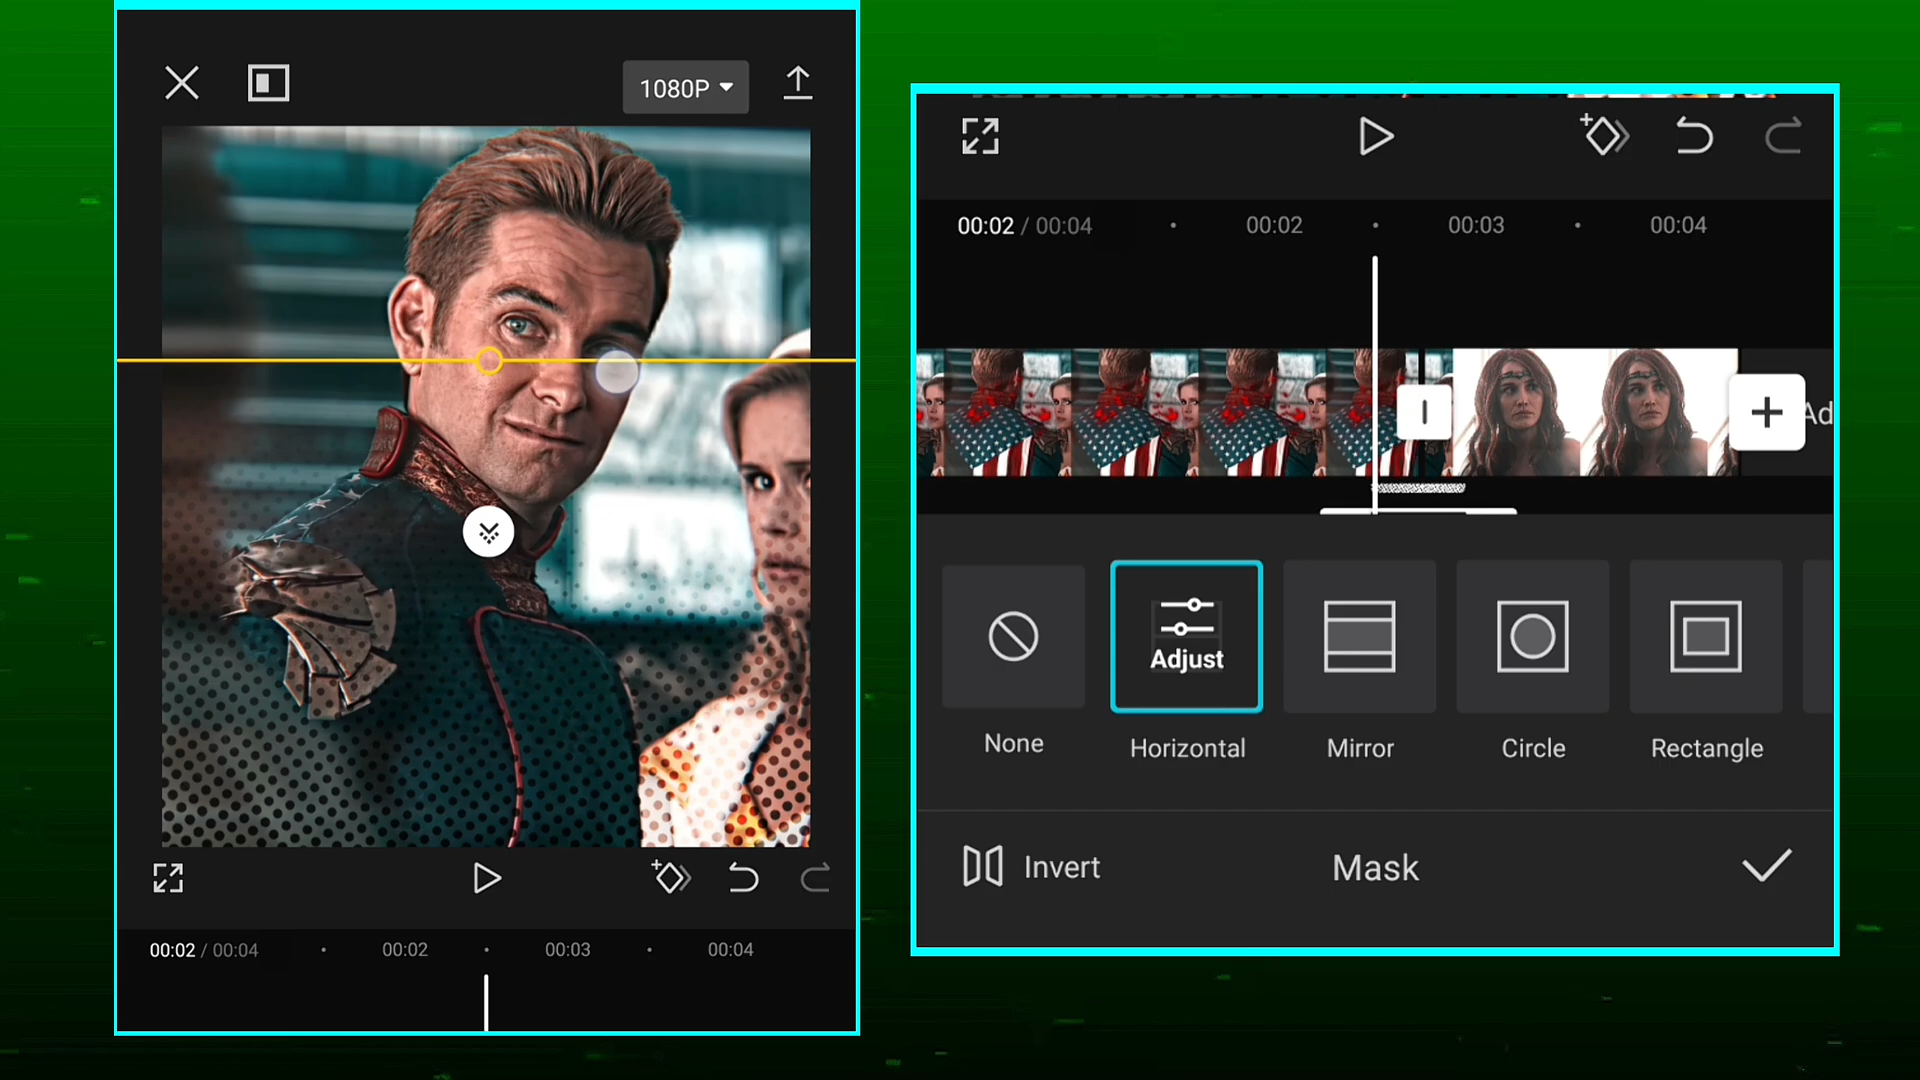 1080P
00:02 / 00:04
00:02
00:03
00:04
00:02 / 00:04
00:02
00:03
00:04
Ad
Adjust
None
Horizontal
Mirror
Circle
Rectangle
Invert
Mask